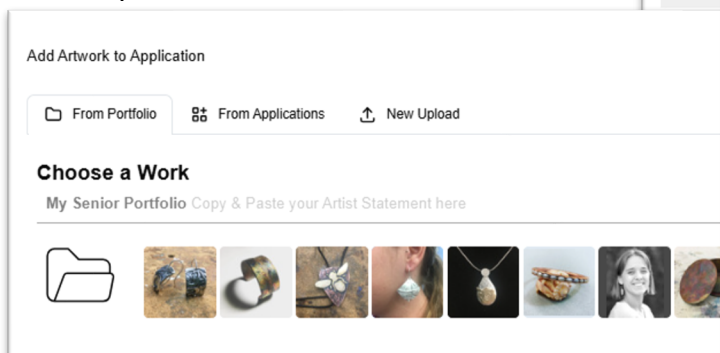 Add Artwork to Application
From Portfolio From Applications New Upload
Choose a Work
My Senior Portfolio Copy & Paste your Artist Statement here